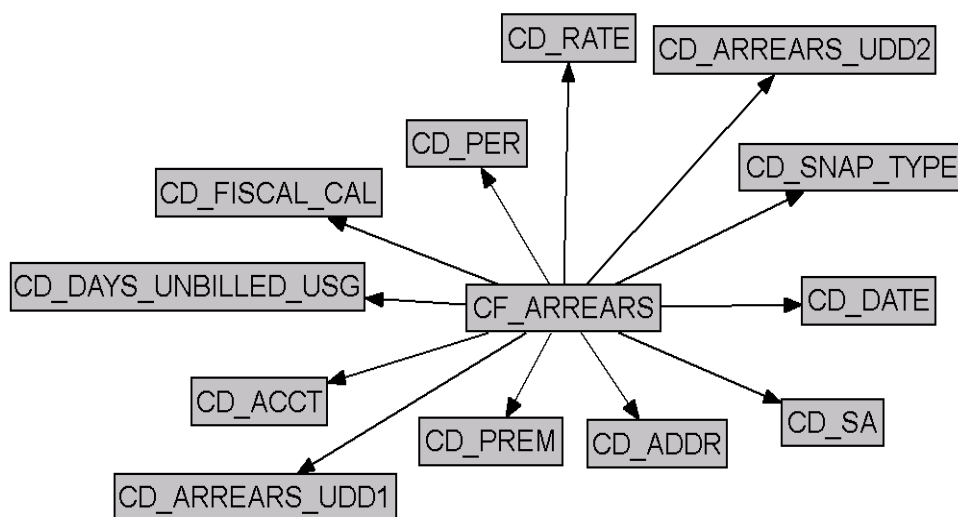 CD_RATE
CD_ARREARS_UDD2
CD_PER
CD_SNAP_TYPE
CD_FISCAL_CAL
CD_DAYS_UNBILLED_USG
CF_ARREARS
CD_DATE
CD_ACCT
CD_PREM
CD_ADDR
CD_SA
CD_ARREARS_UDD1